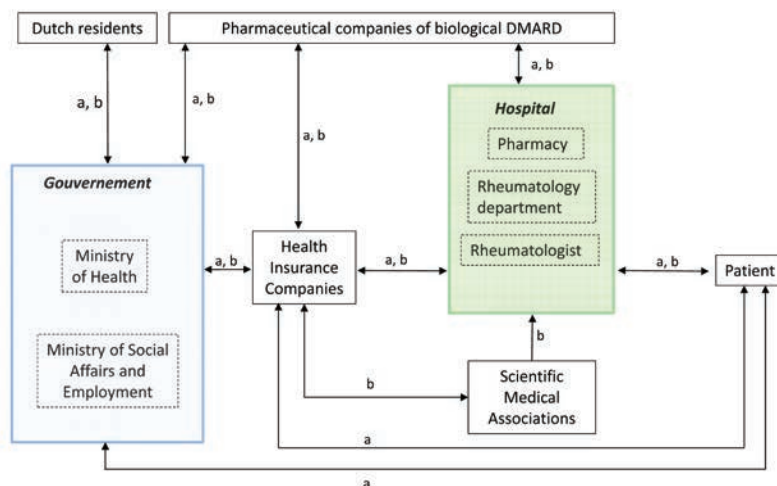 Dutch residents
Pharmaceutical companies of biological DMARD
a, b
a, b
a, b
a, b
Hospital
Pharmacy
Rheumatology
department
Rheumatologist
Gouvernement
Ministry
of Health
Ministry of Social
Affairs and
Employment
a, b
Health
Insurance
Companies
a, b
a, b
Patient
b
b
Scientific
Medical
Associations
a
a